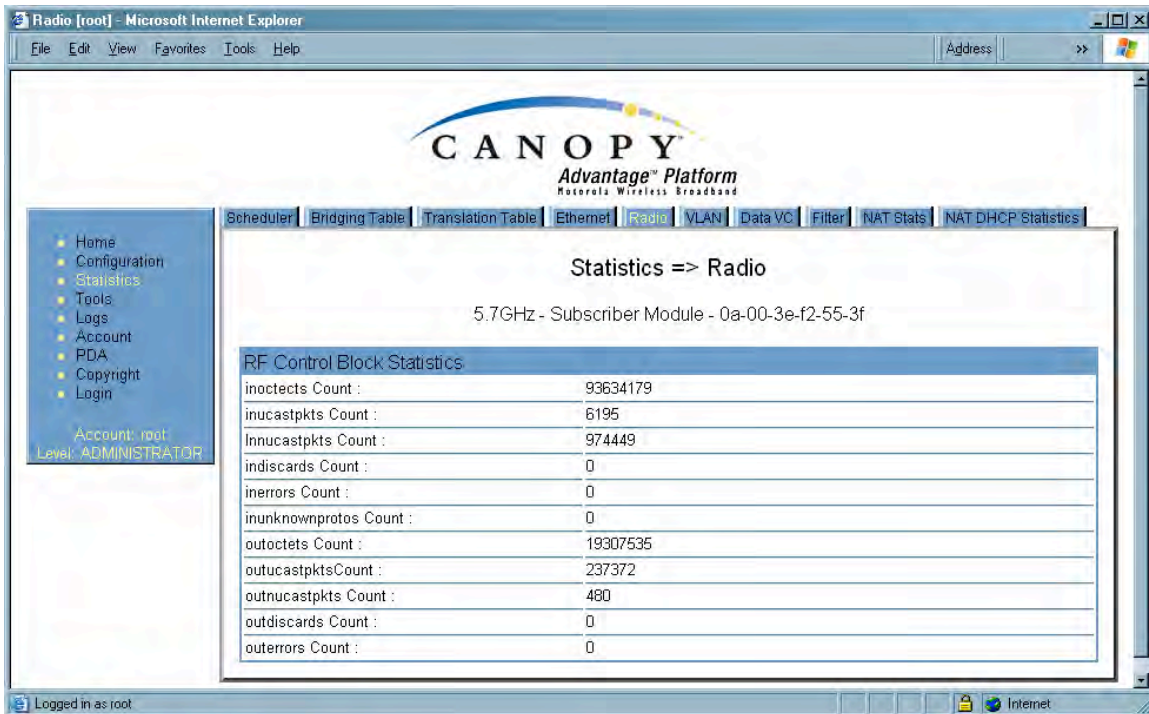 Radio [root] - Microsoft Internet Explorer
File Edit View Favorites Tools Help Address »
CANOPY
Advantage™ Platform
Motorola Wireless Broadband
Scheduler Bridging Table Translation Table Ethernet Radio VLAN Data VC Filter NAT Stats NAT DHCP Statistics
Home
Configuration
Statistics
Tools
Logs
Account
PDA
Copyright
Login
Account: root
Level: ADMINISTRATOR
Statistics => Radio
5.7GHz - Subscriber Module - 0a-00-3e-f2-55-3f
RF Control Block Statistics
inoctects Count : 93634179
inucastpkts Count : 6195
Innucastpkts Count : 974449
indiscards Count : 0
inerrors Count : 0
inunknownprotos Count : 0
outoctets Count : 19307535
outucastpktsCount : 237372
outnucastpkts Count : 480
outdiscards Count : 0
outerrors Count : 0
Logged in as root Internet